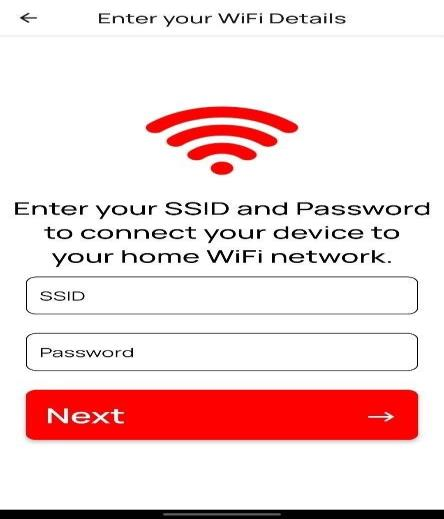 Enter your WiFi Details
Enter your SSID and Password
to connect your device to
your home WiFi network.
SSID
Password
Next